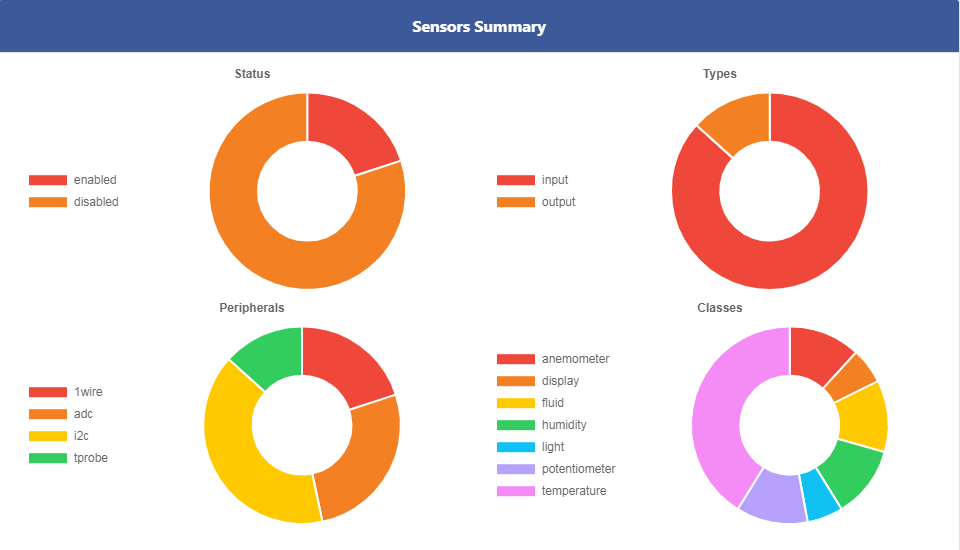 Sensors Summary
Status
enabled
disabled
Types
input
output
Peripherals
1wire
adc
i2c
tprobe
Classes
anemometer
display
fluid
humidity
light
potentiometer
temperature